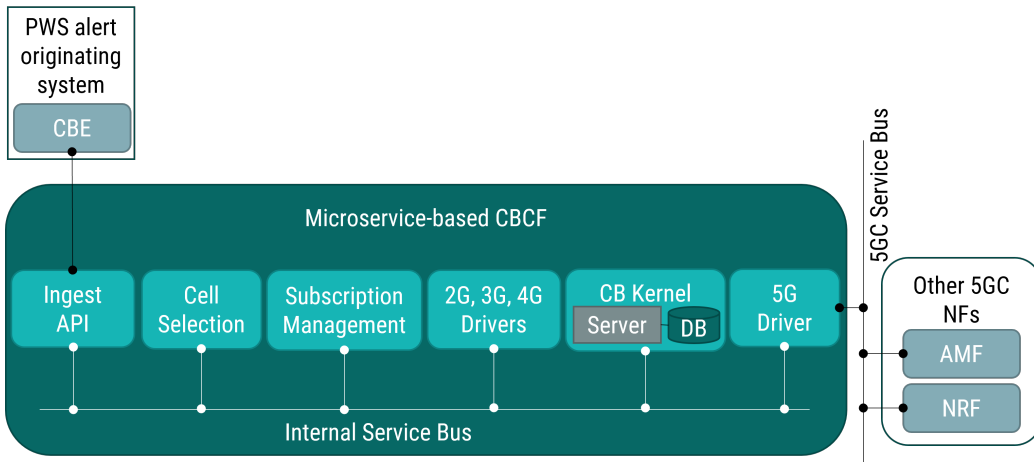 PWS alert
originating
system
CBE
Microservice-based CBCF
Ingest
API
Cell
Selection
Subscription
Management
2G, 3G, 4G
Drivers
CB Kernel
Server
DB
5G
Driver
Internal Service Bus
5GC Service Bus
Other 5GC
NFs
AMF
NRF